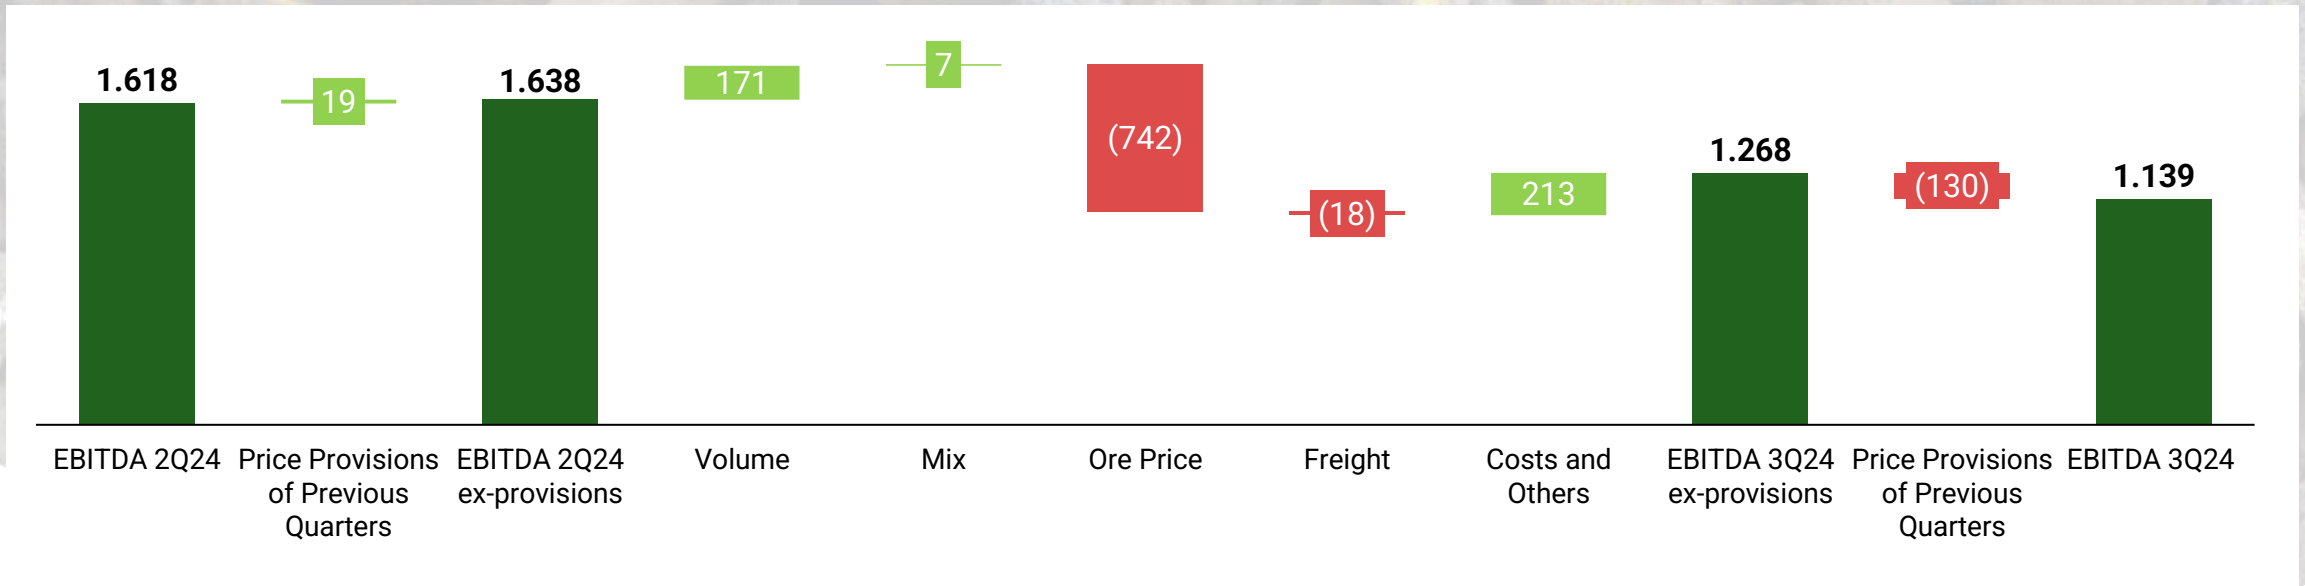 1.618
19
1.638
171
7
(742)
(18)
213
1.268
(130)
1.139
EBITDA 2Q24
Price Provisions
of Previous
Quarters
EBITDA 2Q24
ex-provisions
Volume
Mix
Ore Price
Freight
Costs and
Others
EBITDA 3Q24
ex-provisions
Price Provisions
of Previous
Quarters
EBITDA 3Q24